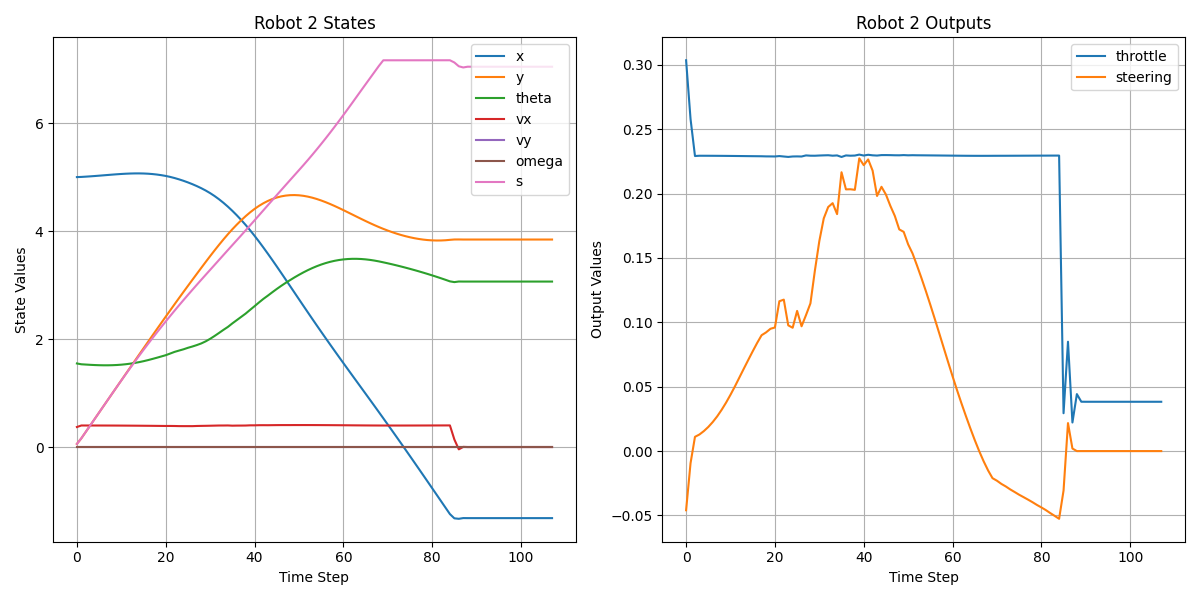 Robot 2 States
State Values
6
4
2
0
x
y
theta
vx
vy
omega
s
0 20 40 60 80 100
Time Step
Robot 2 Outputs
Output Values
0.30
0.25
0.20
0.15
0.10
0.05
0.00
−0.05
throttle
steering
0 20 40 60 80 100
Time Step